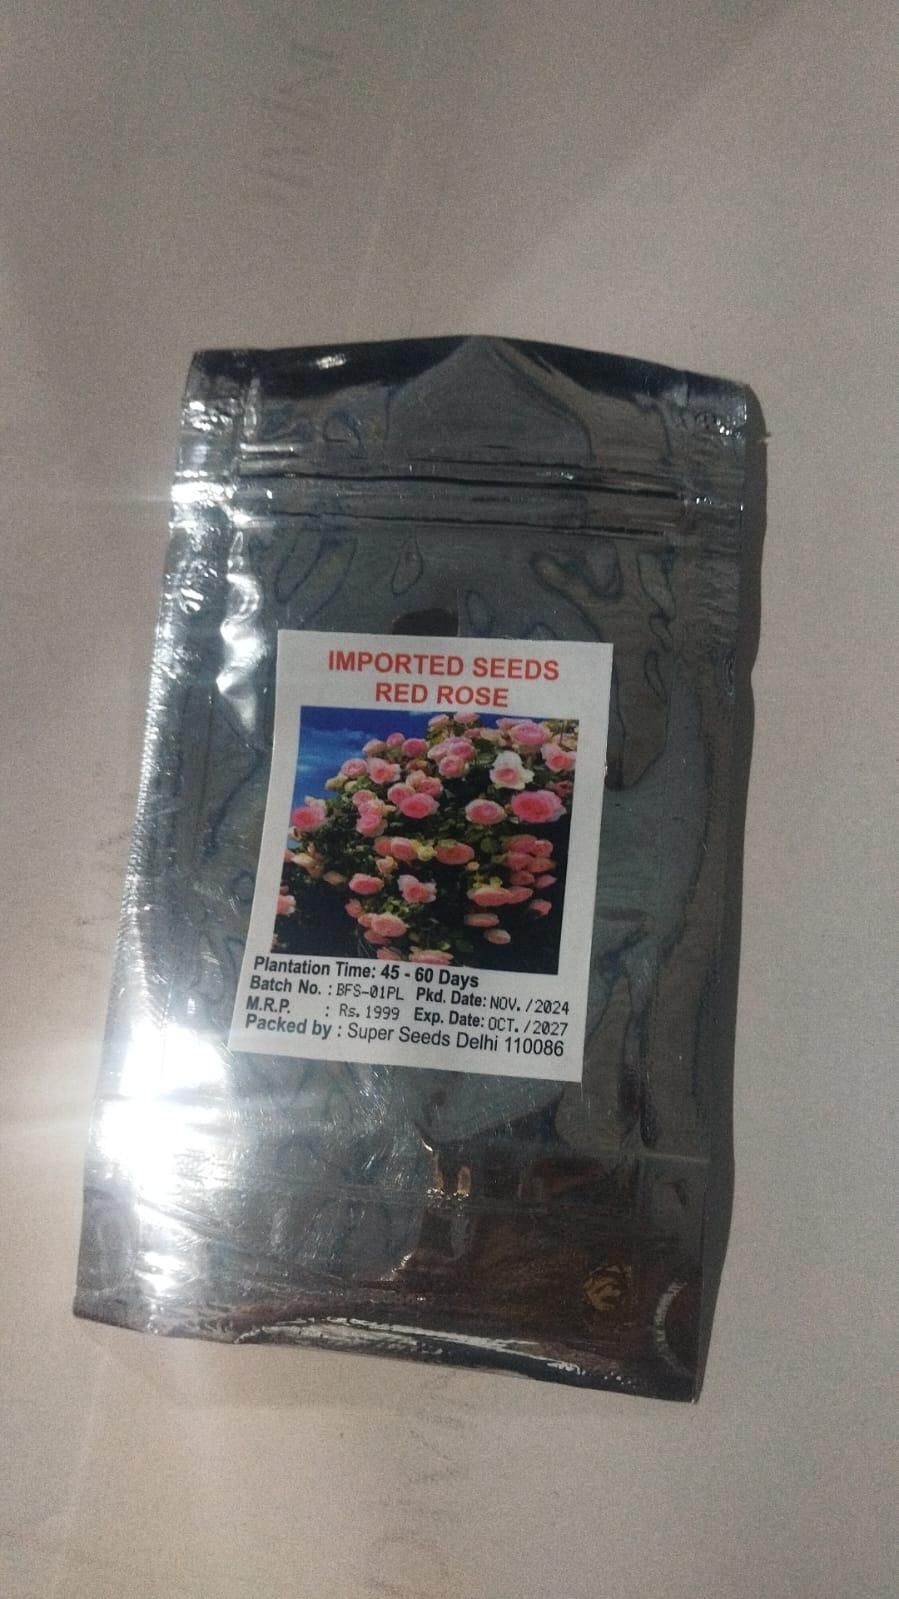 IMPORTED SEEDS
RED ROSE
Plantation Time: 45 - 60 Days
Batch No. : BFS-01PL Pkd. Date: NOV. /2024
M.R.P. : Rs. 1999 Exp. Date: OCT. /2027
Packed by : Super Seeds Delhi 110086